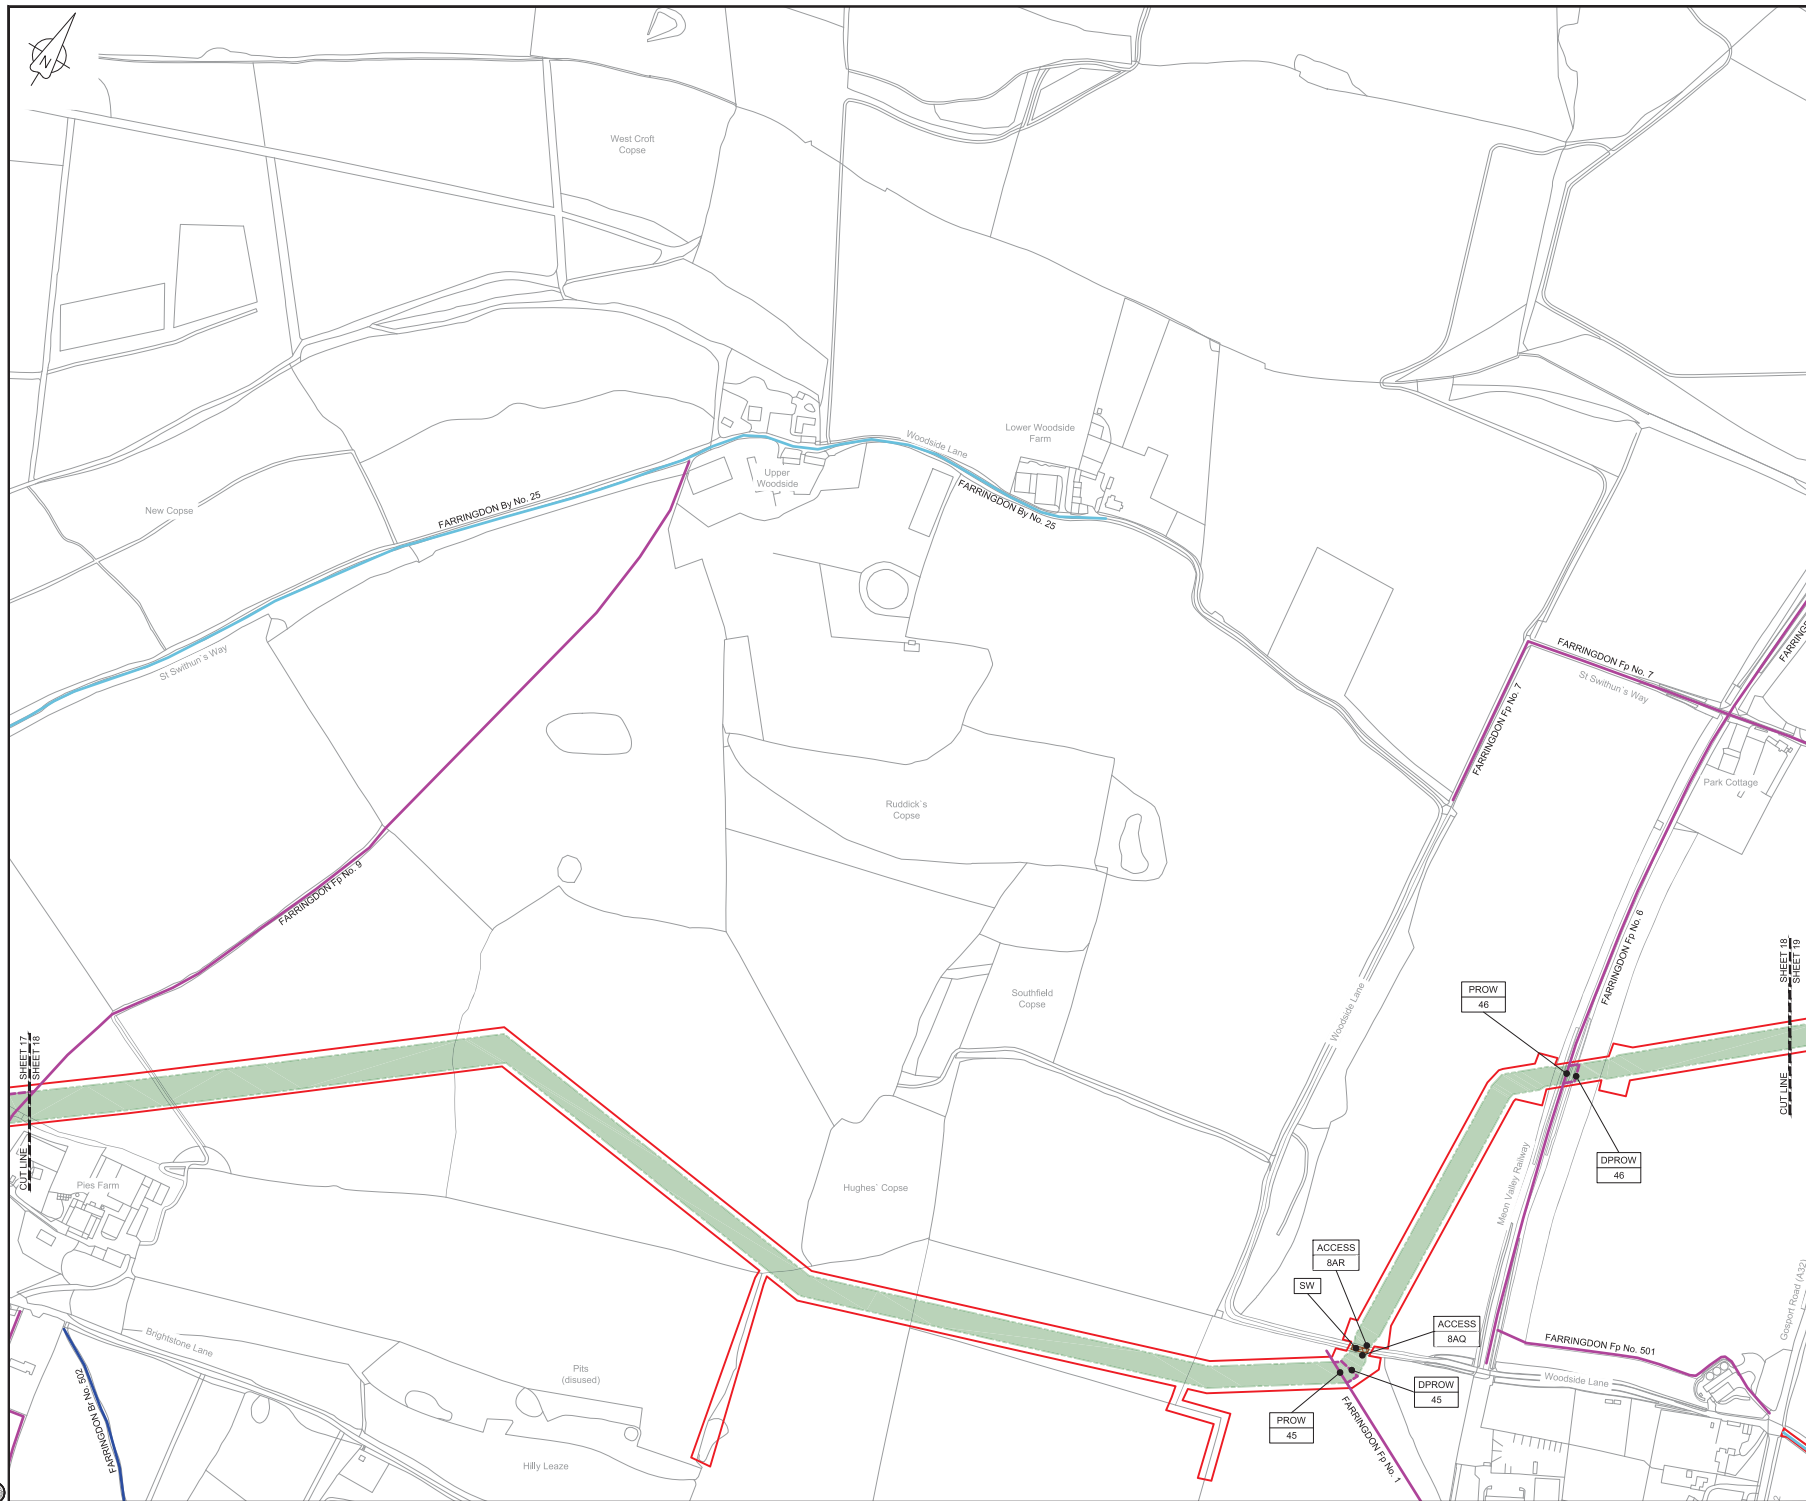 N
West Croft
Copse
Woodside Lane
Lower Woodside
Farm
Upper
Woodside
FARRINGDON By No. 25
FARRINGDON By No. 25
New Copse
St Swithun's Way
FARRINGDON Fp No. 7
St Swithun's Way
FARRINGDON Fp No. 7
Park Cottage
Ruddick`s
Copse
FARRINGDON Fp No. 9
FARRINGDON Fp No. 6
Southfield
Copse
Woodside Lane
PROW
46
SHEET 18
SHEET 19
CUT LINE
SHEET 17
SHEET 18
CUT LINE
DPROW
46
Pies Farm
Hughes` Copse
Meon Valley Railway
ACCESS
8AR
SW
ACCESS
8AQ
Gosport Road (A32)
Brightstone Lane
FARRINGDON Fp No. 501
Woodside Lane
Pits
(disused)
DPROW
45
PROW
45
FARRINGDON Br No. 502
FARRINGDON Fp No. 1
Hilly Leaze